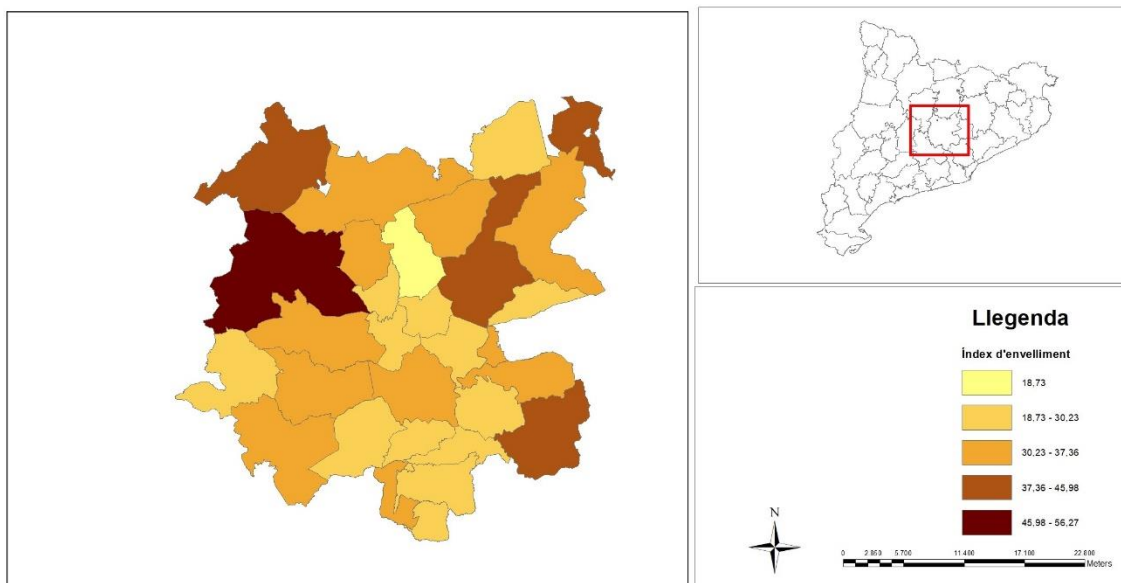 Llegenda
Índex d'envelliment
18,73
18,73 - 30,23
30,23 - 37,36
37,36 - 45,98
45,98 - 56,27
N
0 2.850 5.700 11.400 17.100 22.800
Meters